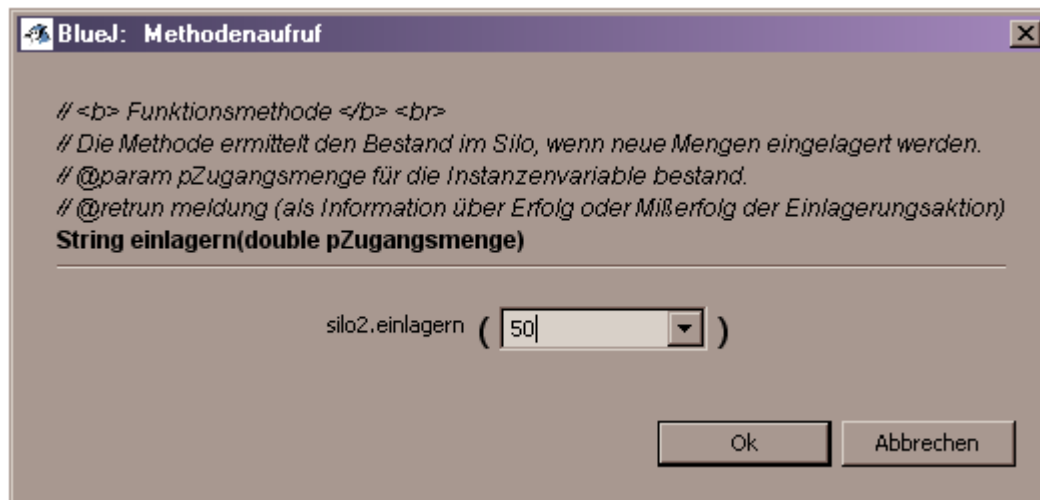 BlueJ: Methodenaufruf
// <b> Funktionsmethode </b> <br>
// Die Methode ermittelt den Bestand im Silo, wenn neue Mengen eingelagert werden.
// @param pZugangsmenge für die Instanzenvariable bestand.
// @retrun meldung (als Information über Erfolg oder Mißerfolg der Einlagerungsaktion)
String einlagern(double pZugangsmenge)
silo2.einlagern ( 50 )
Ok Abbrechen